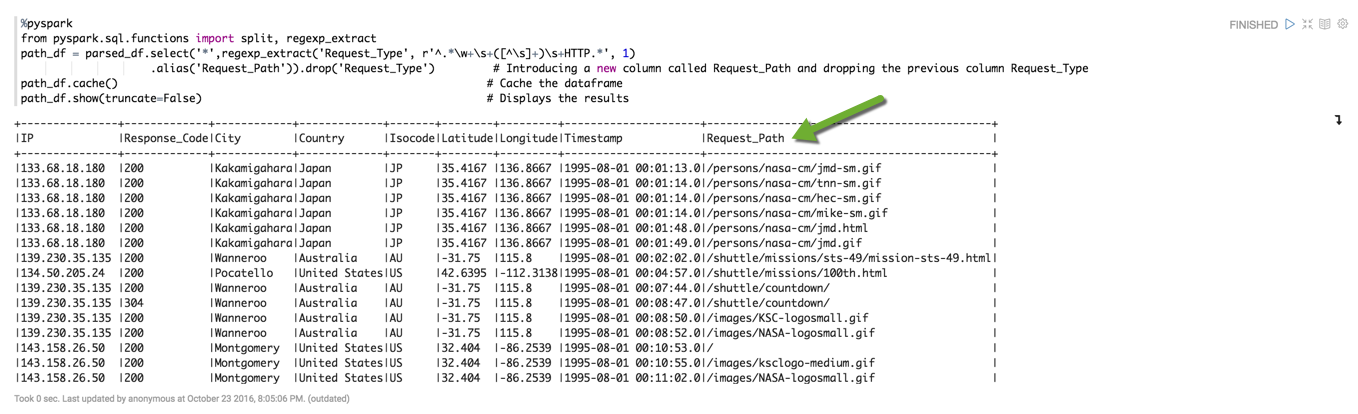 %pyspark
FINISHED
from pyspark.sql.functions import split, regexp_extract
path_df = parsed_df.select('*',regexp_extract('Request_Type', r'^.*\w+\s+([^\s]+)\s+HTTP.*', 1)
.alias('Request_Path')).drop('Request_Type') # Introducing a new column called Request_Path and dropping the previous column Request_Type
path_df.cache() # Cache the dataframe
path_df.show(truncate=False) # Displays the results
+--------------+-------------+-----------+-------------+-------+--------+---------+---------------------+-----------------------------------------------+
|IP |Response_Code|City |Country |Isocode|Latitude|Longitude|Timestamp |Request_Path |
+--------------+-------------+-----------+-------------+-------+--------+---------+---------------------+-----------------------------------------------+
|133.68.18.180 |200 |Kakamigahara|Japan |JP |35.4167 |136.8667 |1995-08-01 00:01:13.0|/persons/nasa-cm/jmd-sm.gif |
|133.68.18.180 |200 |Kakamigahara|Japan |JP |35.4167 |136.8667 |1995-08-01 00:01:14.0|/persons/nasa-cm/tnn-sm.gif |
|133.68.18.180 |200 |Kakamigahara|Japan |JP |35.4167 |136.8667 |1995-08-01 00:01:14.0|/persons/nasa-cm/hec-sm.gif |
|133.68.18.180 |200 |Kakamigahara|Japan |JP |35.4167 |136.8667 |1995-08-01 00:01:14.0|/persons/nasa-cm/mike-sm.gif |
|133.68.18.180 |200 |Kakamigahara|Japan |JP |35.4167 |136.8667 |1995-08-01 00:01:48.0|/persons/nasa-cm/jmd.html |
|133.68.18.180 |200 |Kakamigahara|Japan |JP |35.4167 |136.8667 |1995-08-01 00:01:49.0|/persons/nasa-cm/jmd.gif |
|139.230.35.135 |200 |Wanneroo |Australia |AU |-31.75 |115.8 |1995-08-01 00:02:02.0|/shuttle/missions/sts-49/mission-sts-49.html|
|134.50.205.24 |200 |Pocatello |United States|US |42.6395 |-112.3138|1995-08-01 00:04:57.0|/shuttle/missions/100th.html |
|139.230.35.135 |200 |Wanneroo |Australia |AU |-31.75 |115.8 |1995-08-01 00:07:44.0|/shuttle/countdown/ |
|139.230.35.135 |304 |Wanneroo |Australia |AU |-31.75 |115.8 |1995-08-01 00:08:47.0|/shuttle/countdown/ |
|139.230.35.135 |200 |Wanneroo |Australia |AU |-31.75 |115.8 |1995-08-01 00:08:50.0|/images/KSC-logosmall.gif |
|139.230.35.135 |200 |Wanneroo |Australia |AU |-31.75 |115.8 |1995-08-01 00:08:52.0|/images/NASA-logosmall.gif |
|143.158.26.50 |200 |Montgomery |United States|US |32.404 |-86.2539 |1995-08-01 00:10:53.0|/ |
|143.158.26.50 |200 |Montgomery |United States|US |32.404 |-86.2539 |1995-08-01 00:10:55.0|/images/ksclogo-medium.gif |
|143.158.26.50 |200 |Montgomery |United States|US |32.404 |-86.2539 |1995-08-01 00:11:02.0|/images/NASA-logosmall.gif |
Took 0 sec. Last updated by anonymous at October 23 2016, 8:05:06 PM. (outdated)